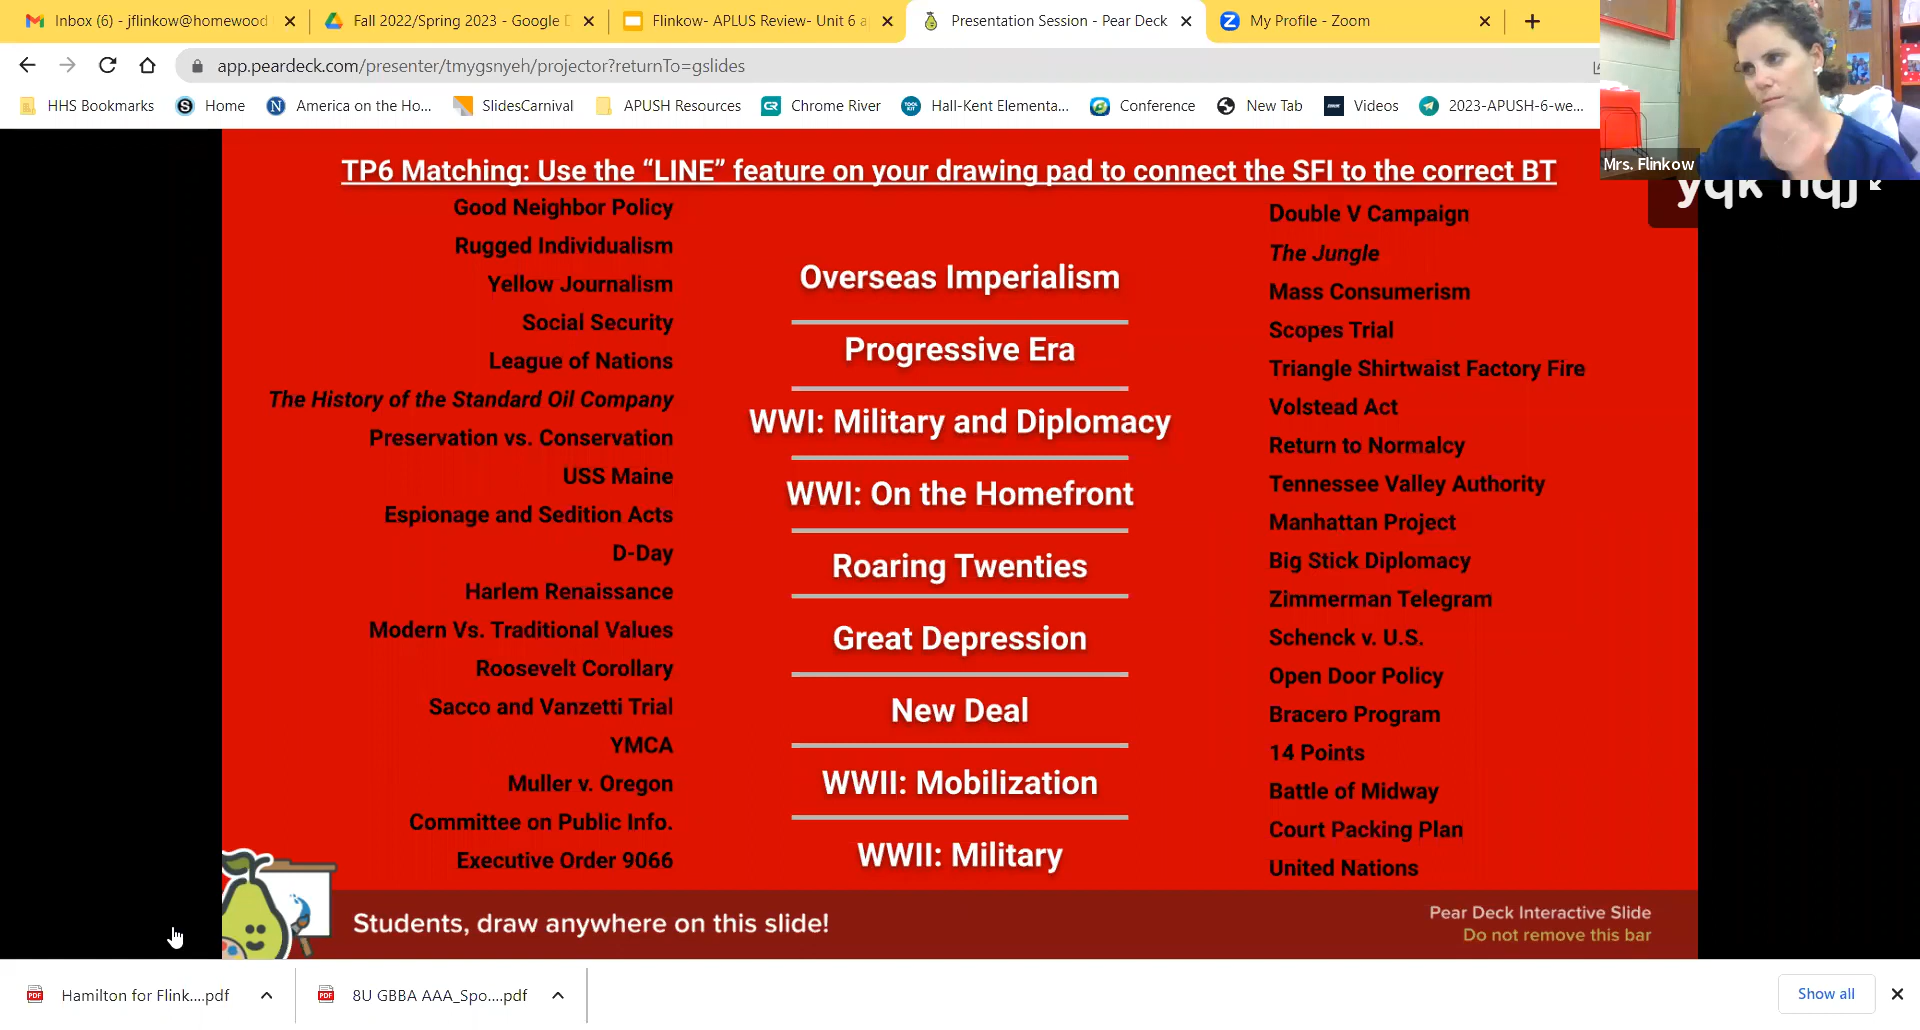 Inbox (6) - jflinkow@homewood
Fall 2022/Spring 2023 - Google D
Flinkow- APLUS Review- Unit 6 a
Presentation Session - Pear Deck
My Profile - Zoom
app.peardeck.com/presenter/tmygsnyeh/projector?returnTo=gslides
HHS Bookmarks
Home
America on the Ho...
SlidesCarnival
APUSH Resources
Chrome River
Hall-Kent Elementa...
Conference
New Tab
Videos
2023-APUSH-6-we...
Mrs. Flinkow
TP6 Matching: Use the “LINE” feature on your drawing pad to connect the SFI to the correct BT
Good Neighbor Policy
Rugged Individualism
Yellow Journalism
Social Security
League of Nations
The History of the Standard Oil Company
Preservation vs. Conservation
USS Maine
Espionage and Sedition Acts
D-Day
Harlem Renaissance
Modern Vs. Traditional Values
Roosevelt Corollary
Sacco and Vanzetti Trial
YMCA
Muller v. Oregon
Committee on Public Info.
Executive Order 9066
Overseas Imperialism
Progressive Era
WWI: Military and Diplomacy
WWI: On the Homefront
Roaring Twenties
Great Depression
New Deal
WWII: Mobilization
WWII: Military
Double V Campaign
The Jungle
Mass Consumerism
Scopes Trial
Triangle Shirtwaist Factory Fire
Volstead Act
Return to Normalcy
Tennessee Valley Authority
Manhattan Project
Big Stick Diplomacy
Zimmerman Telegram
Schenck v. U.S.
Open Door Policy
Bracero Program
14 Points
Battle of Midway
Court Packing Plan
United Nations
Students, draw anywhere on this slide!
Pear Deck Interactive Slide
Do not remove this bar
Hamilton for Flink....pdf
8U GBBA AAA_Spo....pdf
Show all